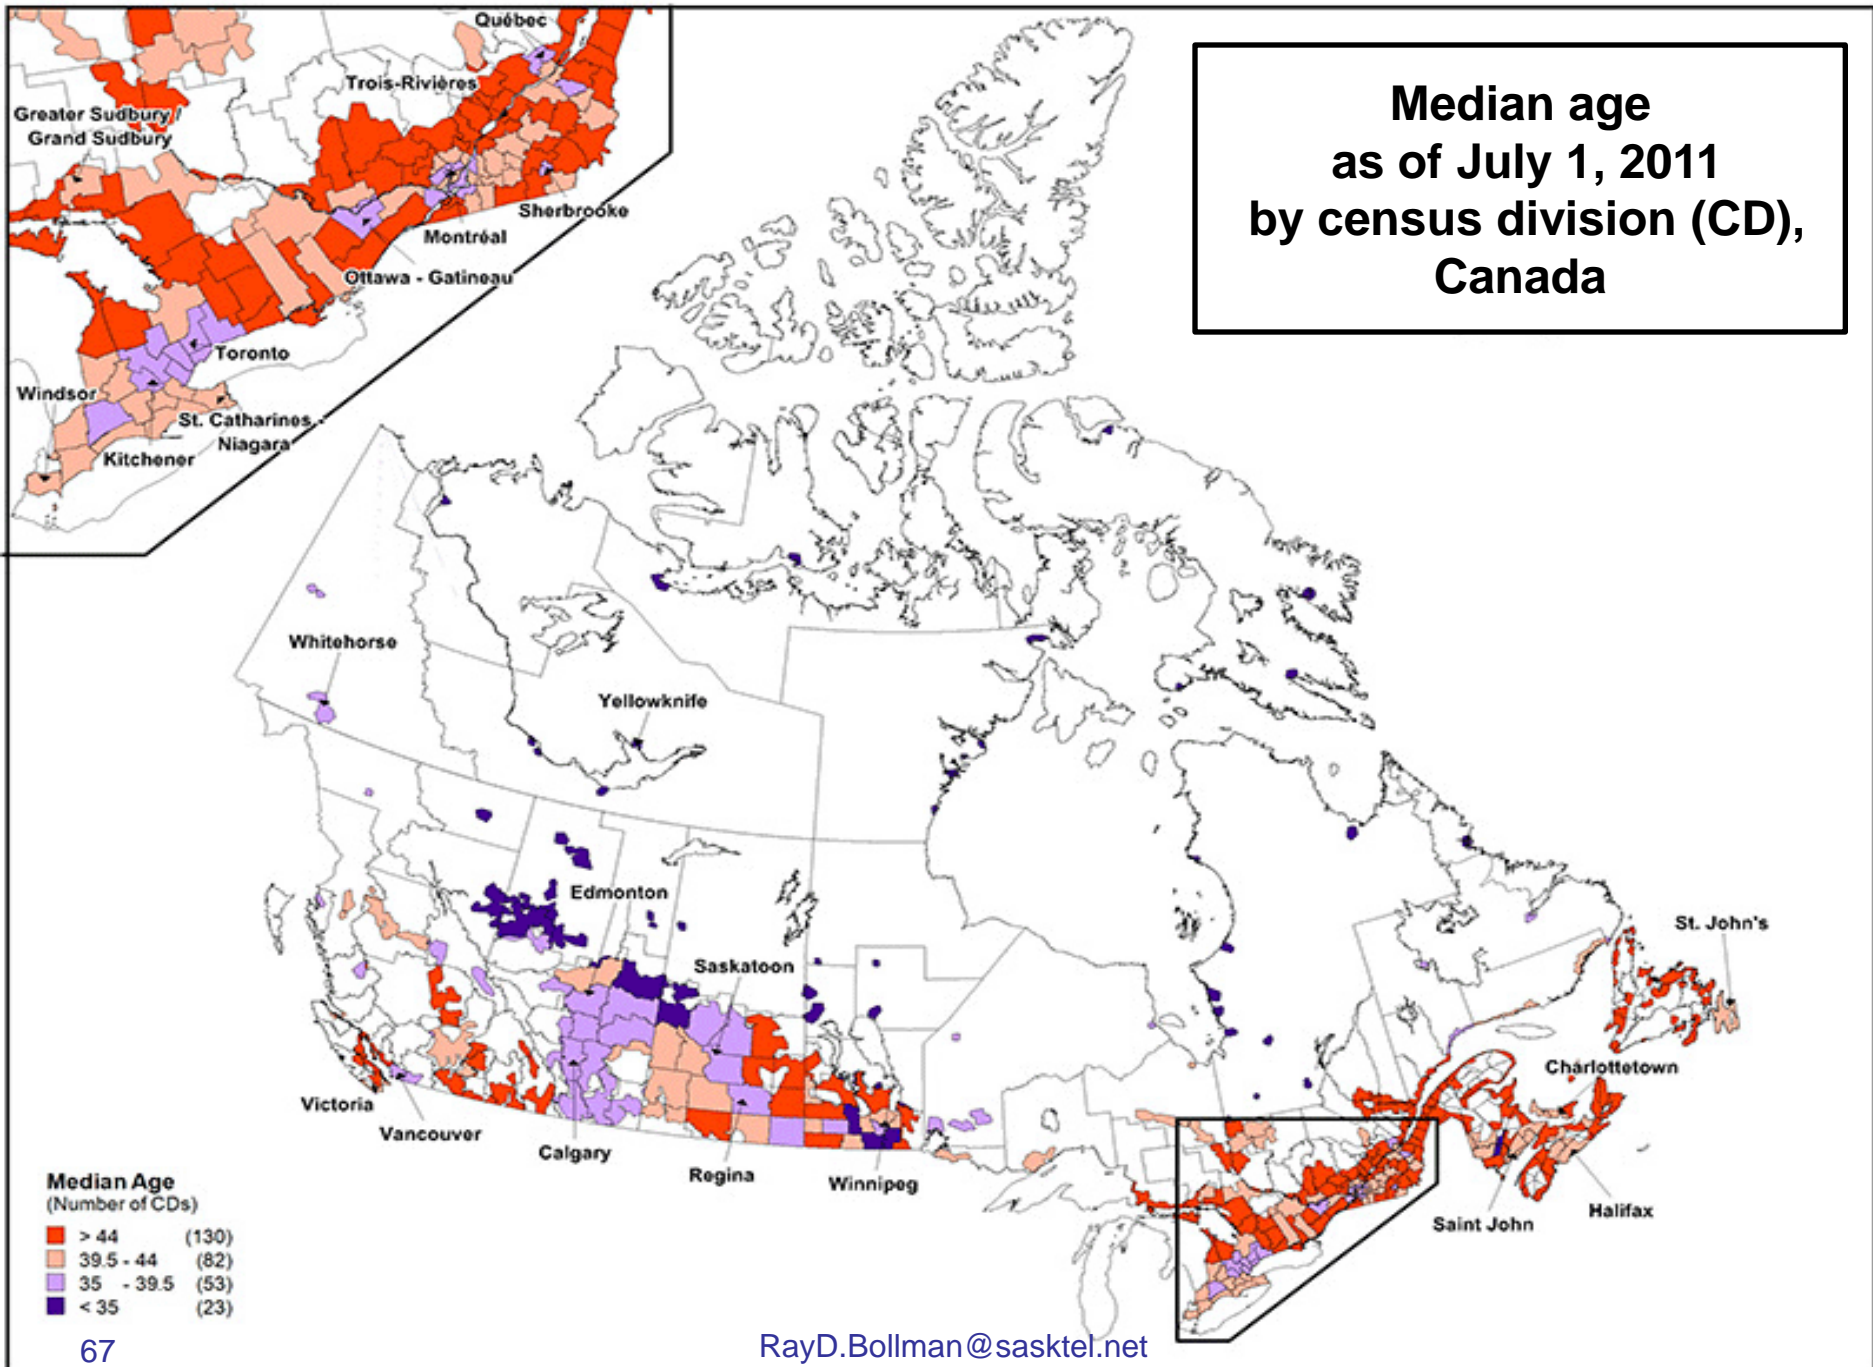 Median age
as of July 1, 2011
by census division (CD),
Canada
Québec
Trois-Rivières
Greater Sudbury /
Grand Sudbury
Sherbrooke
Montréal
Ottawa - Gatineau
Toronto
Windsor
St. Catharines -
Niagara
Kitchener
Whitehorse
Yellowknife
Edmonton
Saskatoon
St. John's
Charlottetown
Victoria
Vancouver
Calgary
Regina
Winnipeg
Saint John
Halifax
Median Age
(Number of CDs)
> 44 (130)
39.5 - 44 (82)
35 - 39.5 (53)
< 35 (23)
67
RayD.Bollman@sasktel.net